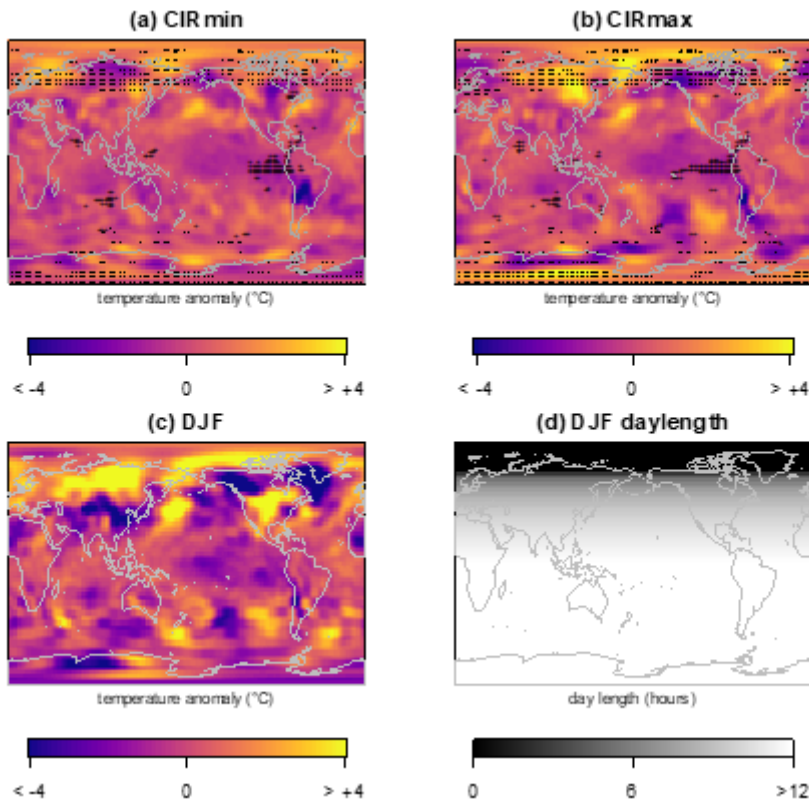 (a) CIRmin
(b) CIRmax
temperature anomaly (°C)
temperature anomaly (°C)
< -4 0 > +4
< -4 0 > +4
(c) DJF
(d) DJF daylength
temperature anomaly (°C)
day length (hours)
< -4 0 > +4
0 6 >12